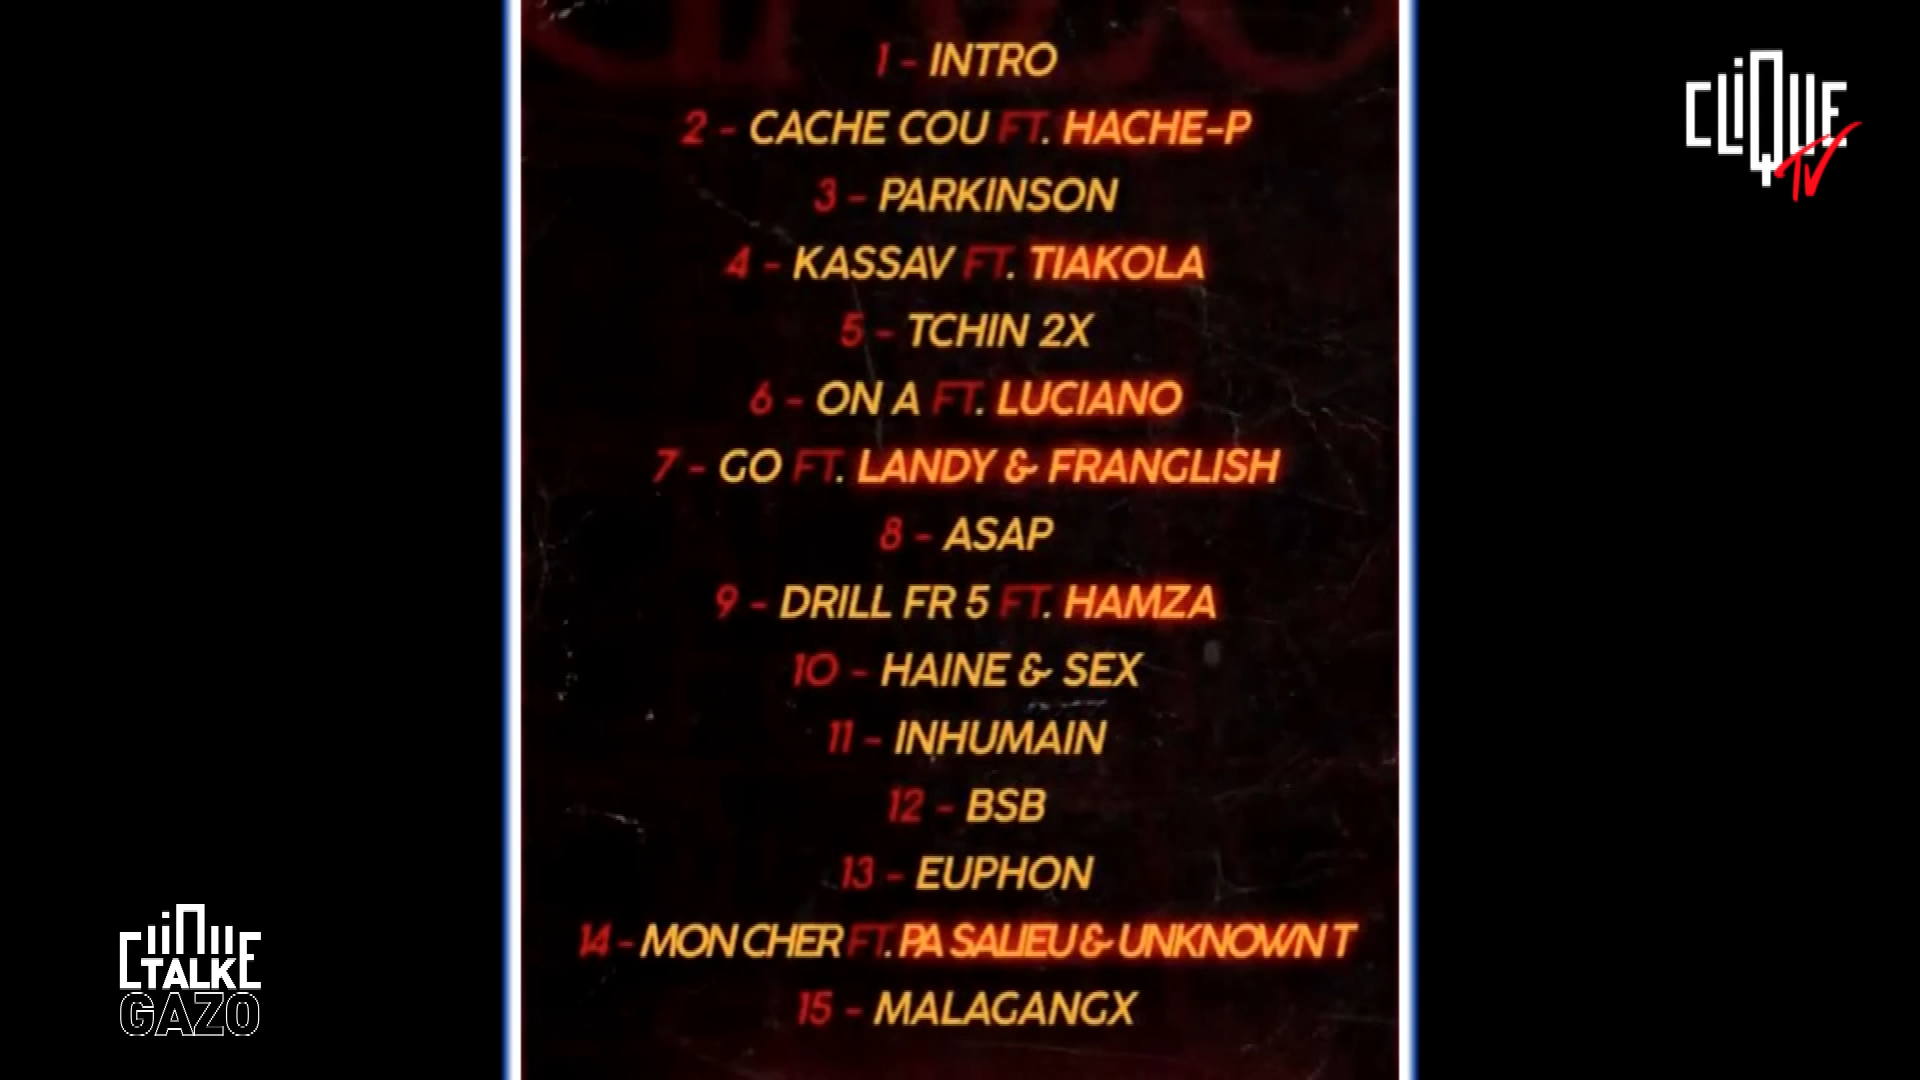 1 - INTRO
2 - CACHE COU FT. HACHE-P
3 - PARKINSON
4 - KASSAV FT. TIAKOLA
5 - TCHIN 2X
6 - ON A FT. LUCIANO
7 - GO FT. LANDY & FRANGLISH
8 - ASAP
9 - DRILL FR 5 FT. HAMZA
10 - HAINE & SEX
11 - INHUMAIN
12 - BSB
13 - EUPHON
14 - MON CHER FT. PA SALIEU & UNKNOWN T
15 - MALAGANGX
CLIQUE
TV
CLIQUE
TALK
GAZO